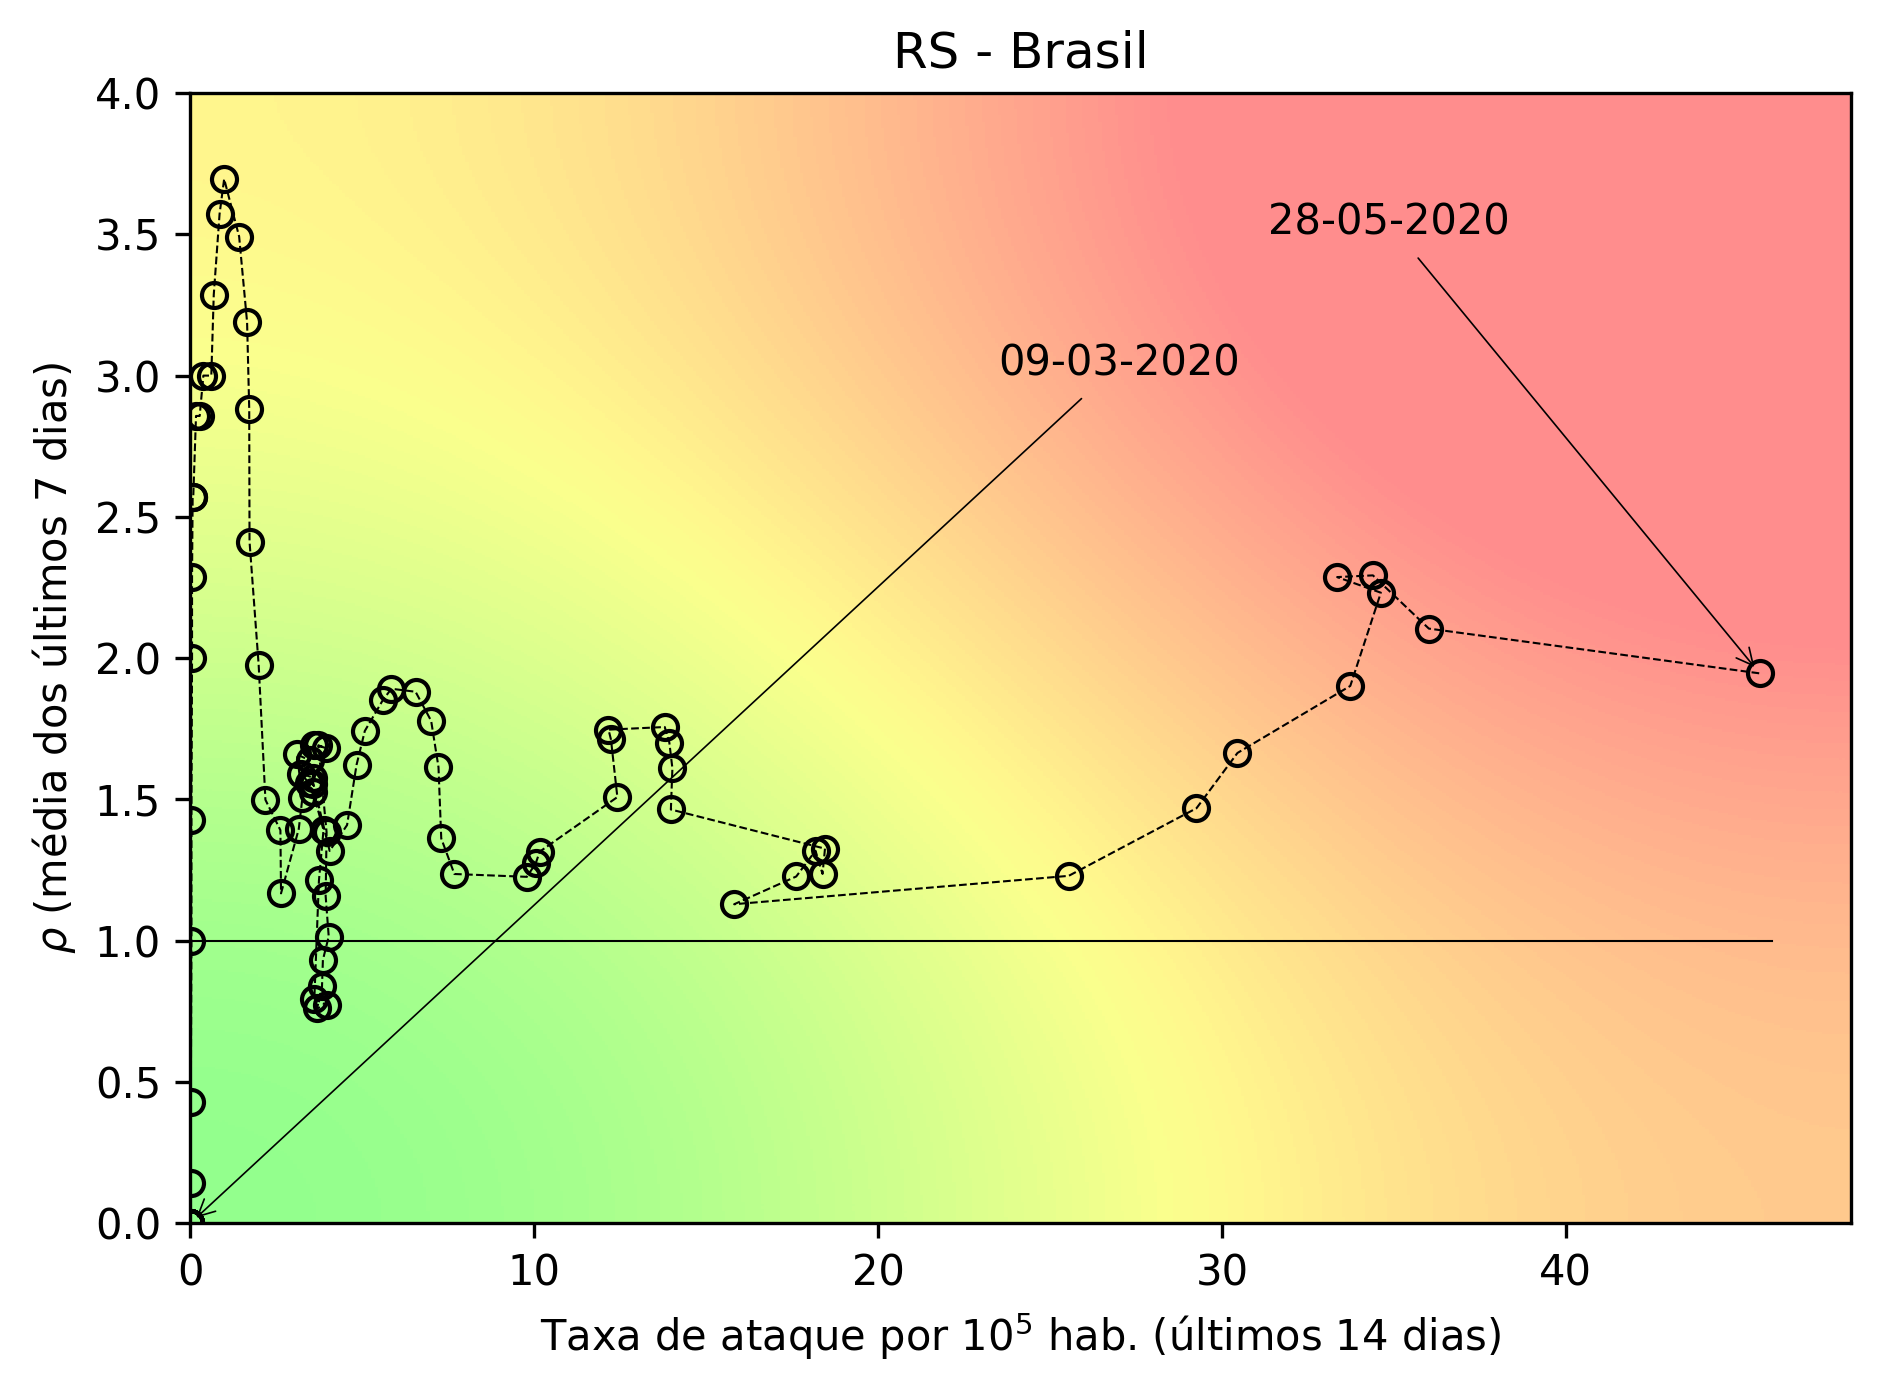 RS - Brasil
4.0
3.5
3.0
2.5
2.0
1.5
1.0
0.5
0.0
ρ (média dos últimos 7 dias)
28-05-2020
09-03-2020
0 10 20 30 40
Taxa de ataque por 10⁵ hab. (últimos 14 dias)